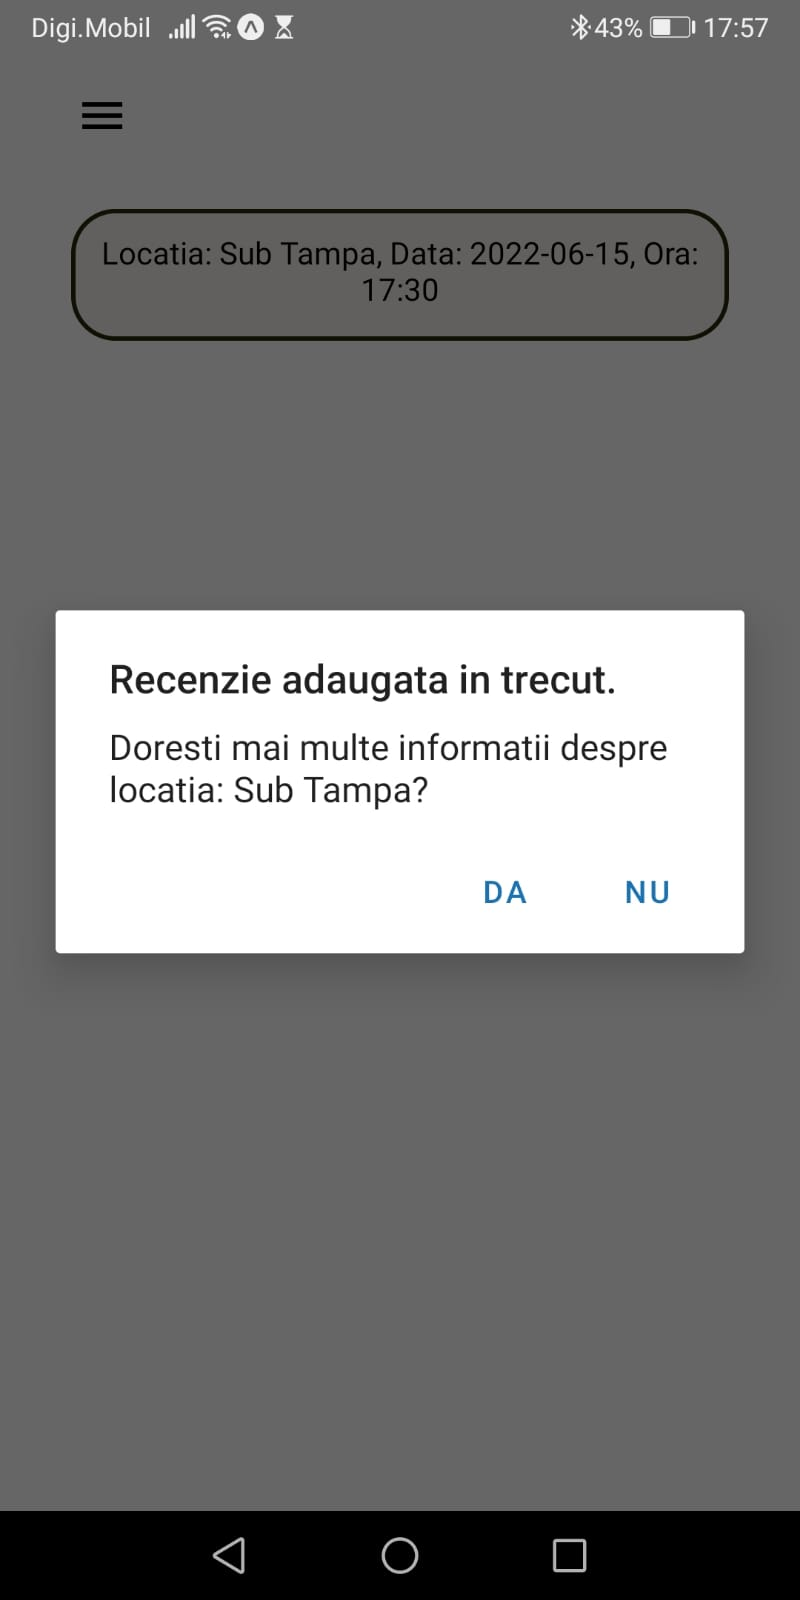 Digi.Mobil 43% 17:57
Locatia: Sub Tampa, Data: 2022-06-15, Ora:
17:30
Recenzie adaugata in trecut.
Doresti mai multe informatii despre
locatia: Sub Tampa?
DA NU